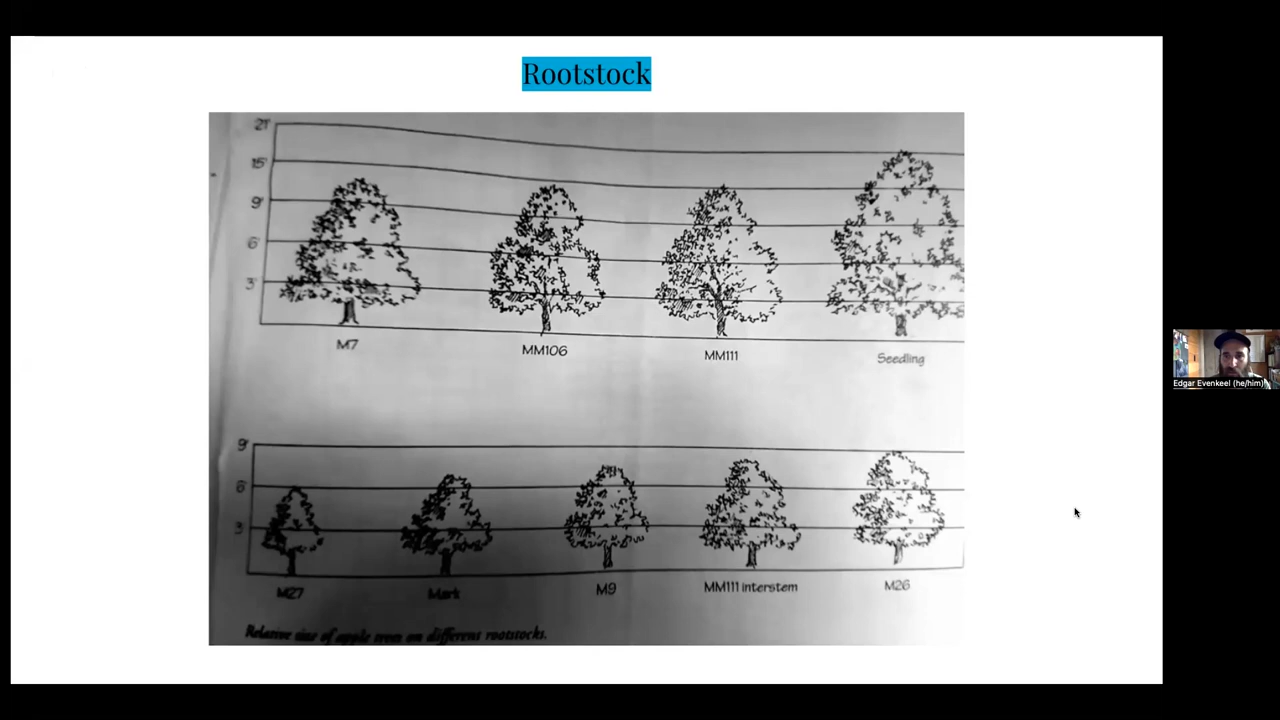 Rootstock
21'
15'
9'
6'
3'
M7 MM106 MM111 Seedling
9'
6'
3
M27 Mark M9 MM111 interstem M26
Relative size of apple trees on different rootstocks.
Edgar Evenkeel (he/him)